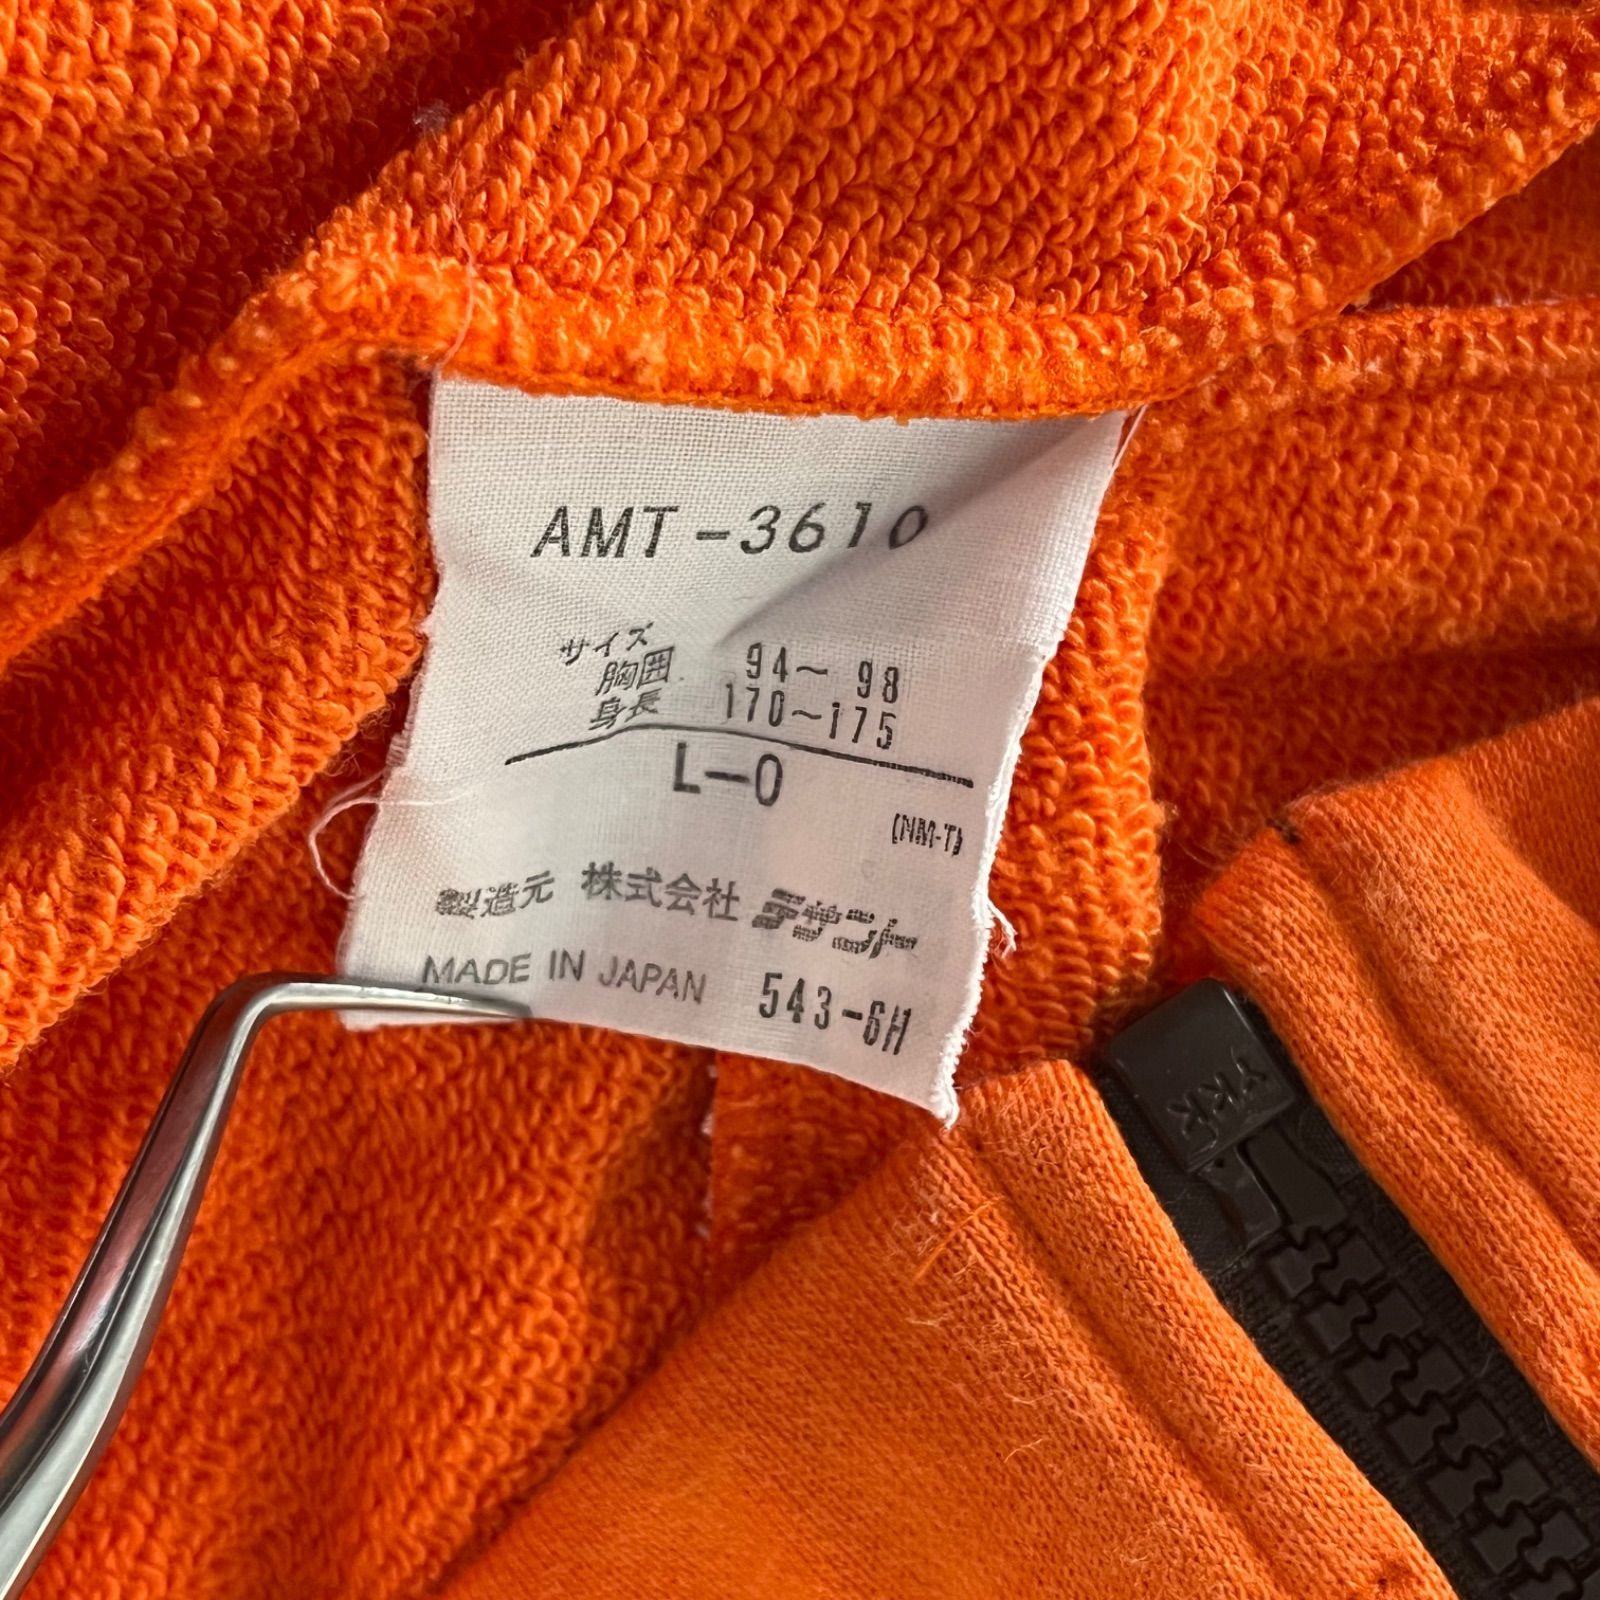 AMT-3610
サイズ
胸囲 94~98
身長 170~175
L-O
(NM-T)
製造元 株式会社 デサント
MADE IN JAPAN 543-6H
YKK